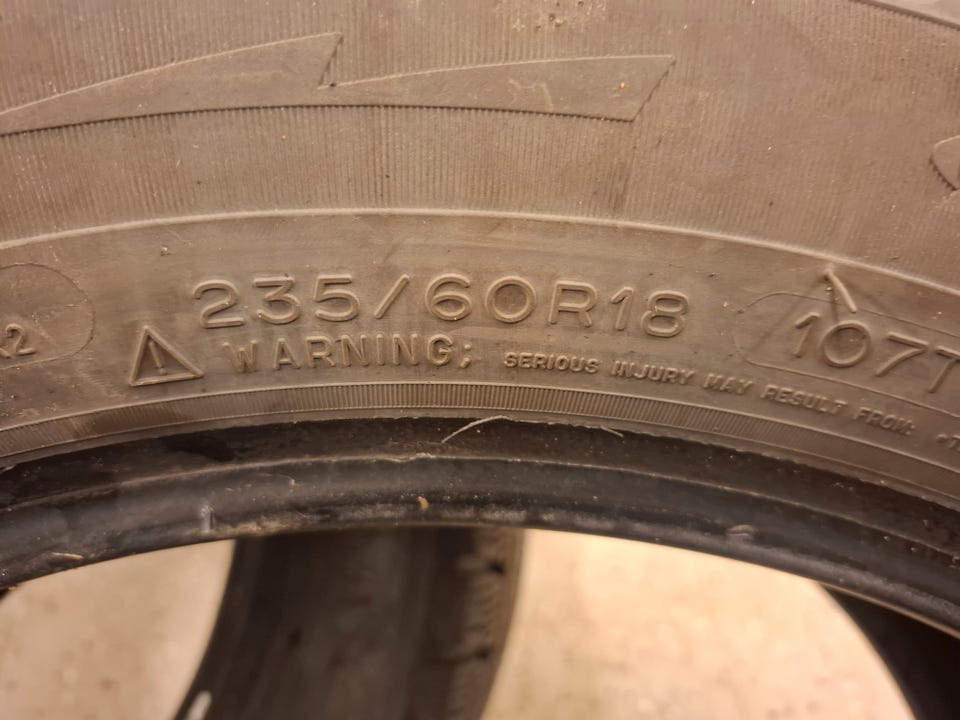 235/60R18 107T
WARNING: SERIOUS INJURY MAY RESULT FROM: